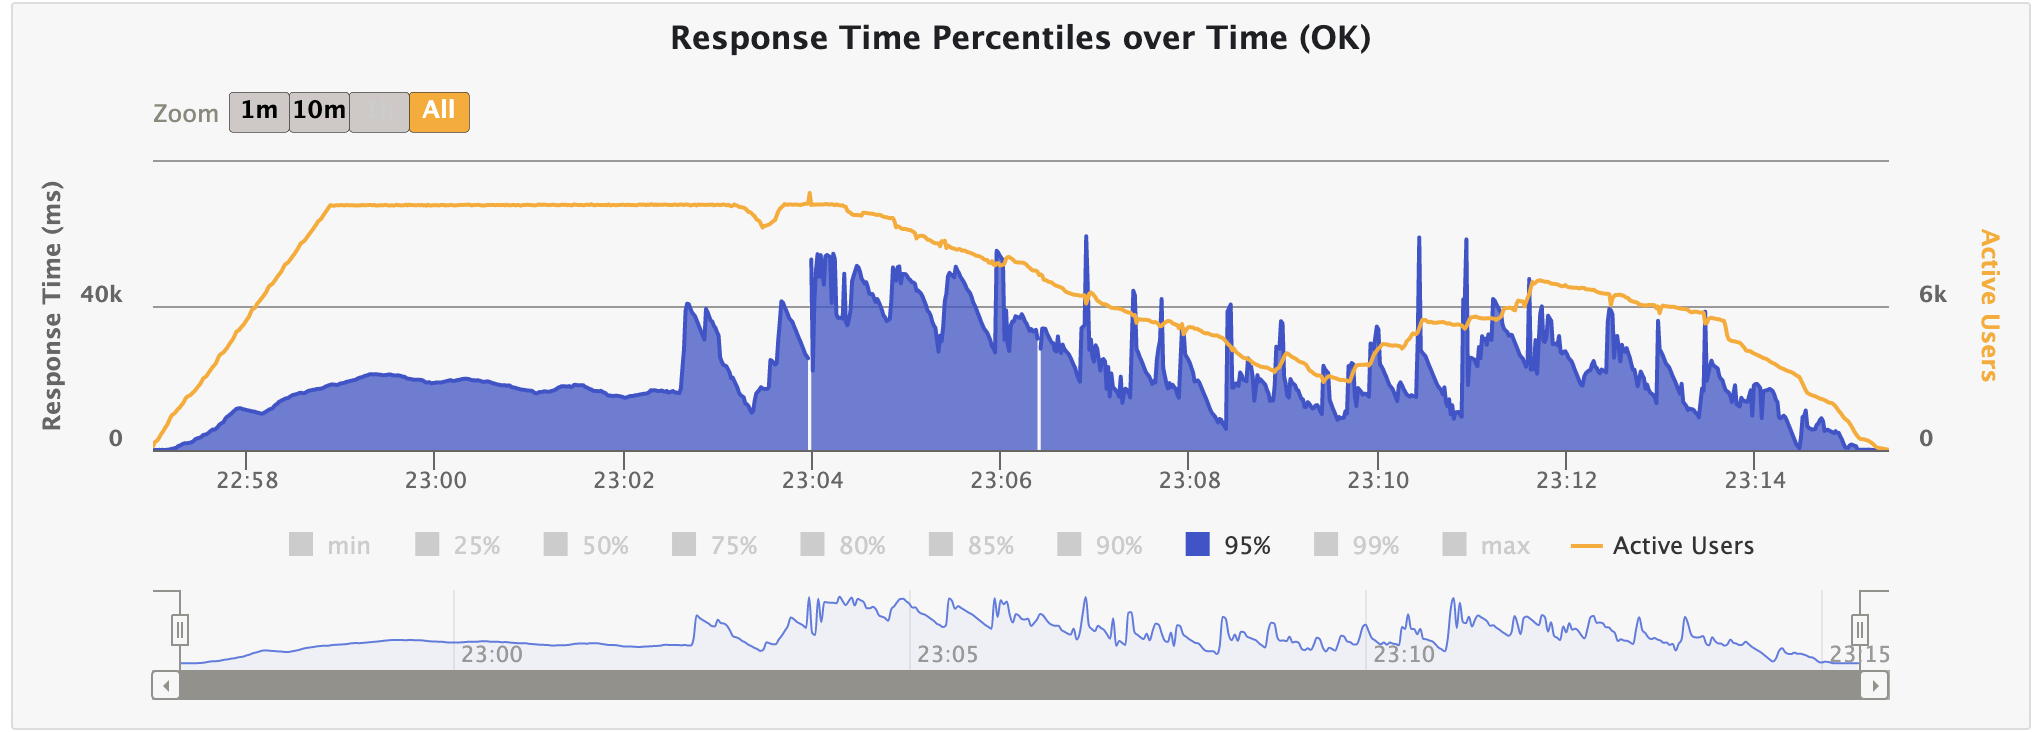 Response Time Percentiles over Time (OK)
Zoom 1m 10m 1h All
Response Time (ms)
40k
0
Active Users
6k
0
22:58 23:00 23:02 23:04 23:06 23:08 23:10 23:12 23:14
min 25% 50% 75% 80% 85% 90% 95% 99% max Active Users
23:00 23:05 23:10 23:15